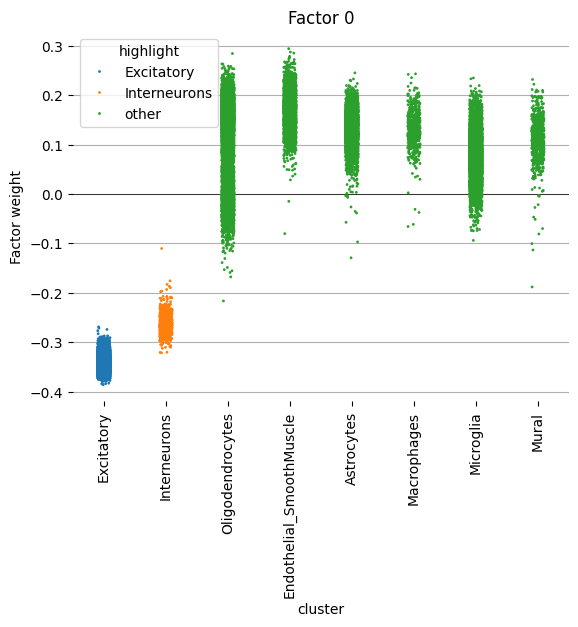 Factor 0
highlight
Excitatory
Interneurons
other
Factor weight
0.3
0.2
0.1
0.0
−0.1
−0.2
−0.3
−0.4
Excitatory
Interneurons
Oligodendrocytes
Endothelial_SmoothMuscle
Astrocytes
Macrophages
Microglia
Mural
cluster